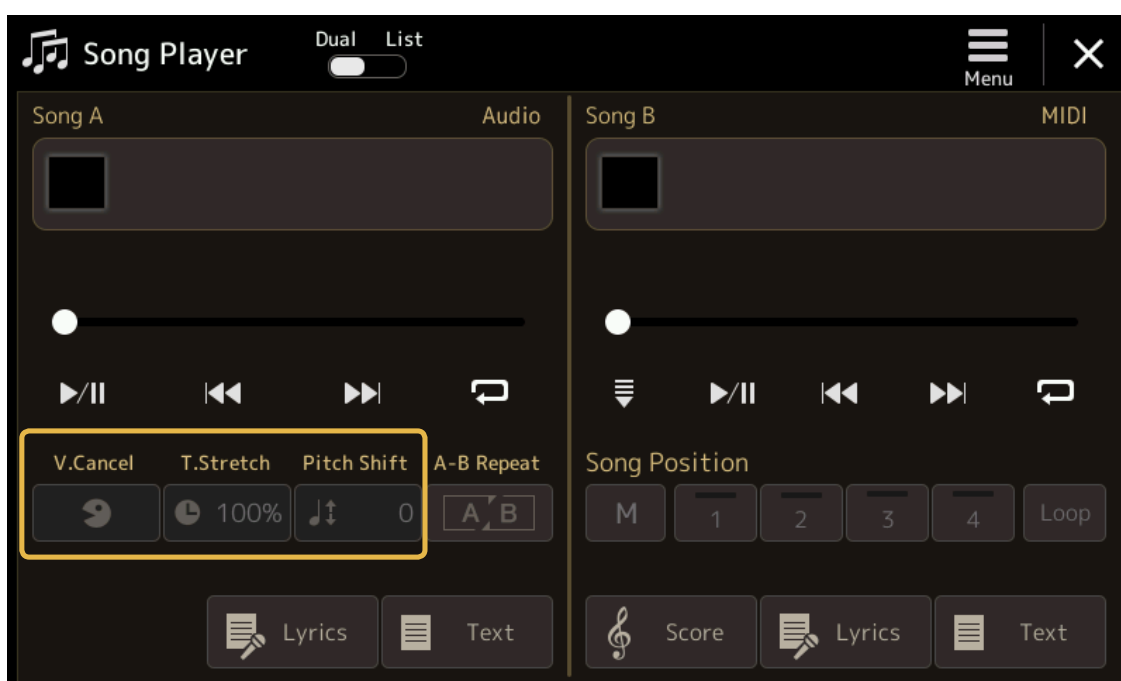 Song Player
Dual List
Menu
Song A Audio
V.Cancel T.Stretch Pitch Shift A-B Repeat
100% 0 A B
Lyrics Text
Song B MIDI
Song Position
M 1 2 3 4 Loop
Score Lyrics Text